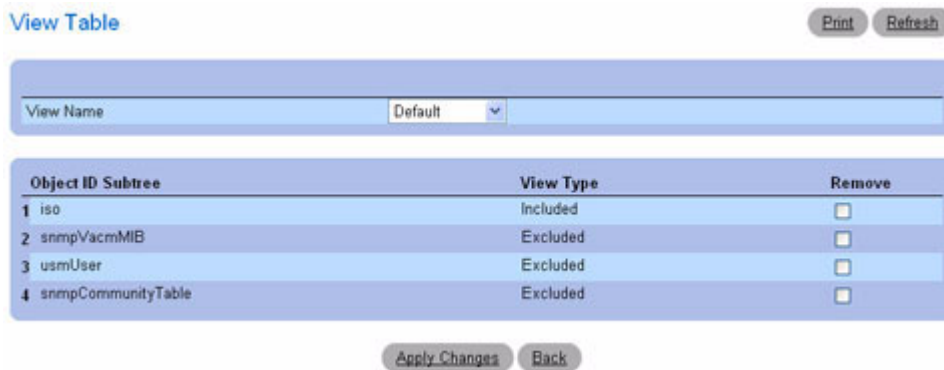 View Table Print Refresh
View Name Default
Object ID Subtree View Type Remove
1 iso Included
2 snmpVacmMIB Excluded
3 usmUser Excluded
4 snmpCommunityTable Excluded
Apply Changes Back